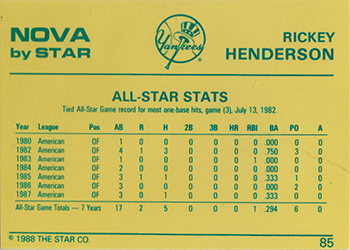 NOVA
by STAR
Yankees
RICKEY
HENDERSON
ALL-STAR STATS
Tied All-Star Game record for most one-base hits, game (3), July 13, 1982.
Year League Pos AB R H 2B 3B HR RBI BA PO A
1980 American OF 1 0 0 0 0 0 0 .000 0 0
1982 American OF 4 1 3 0 0 0 0 .750 3 0
1983 American OF 1 0 0 0 0 0 1 .000 0 0
1984 American OF 2 0 0 0 0 0 0 .000 0 0
1985 American OF 3 1 1 0 0 0 0 .333 1 0
1986 American OF 3 0 0 0 0 0 0 .000 2 0
1987 American OF 3 0 1 0 0 0 0 .333 0 0
All-Star Game Totals — 7 Years 17 2 5 0 0 0 1 .294 6 0
© 1988 THE STAR CO.
85